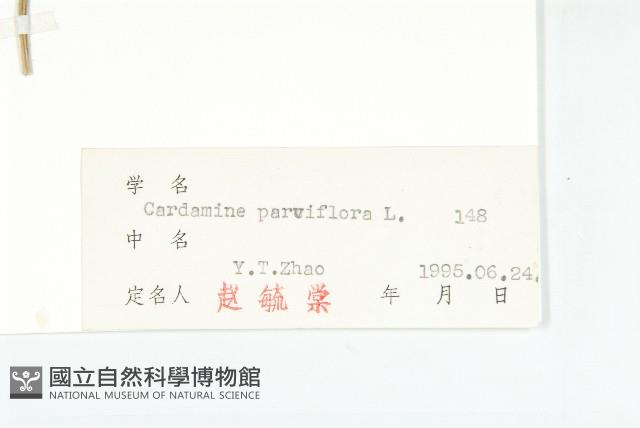 学 名
Cardamine parviflora L. 148
中 名
Y.T.Zhao 1995.06.24.
定名人 赵毓棠 年 月 日
國立自然科學博物館
NATIONAL MUSEUM OF NATURAL SCIENCE